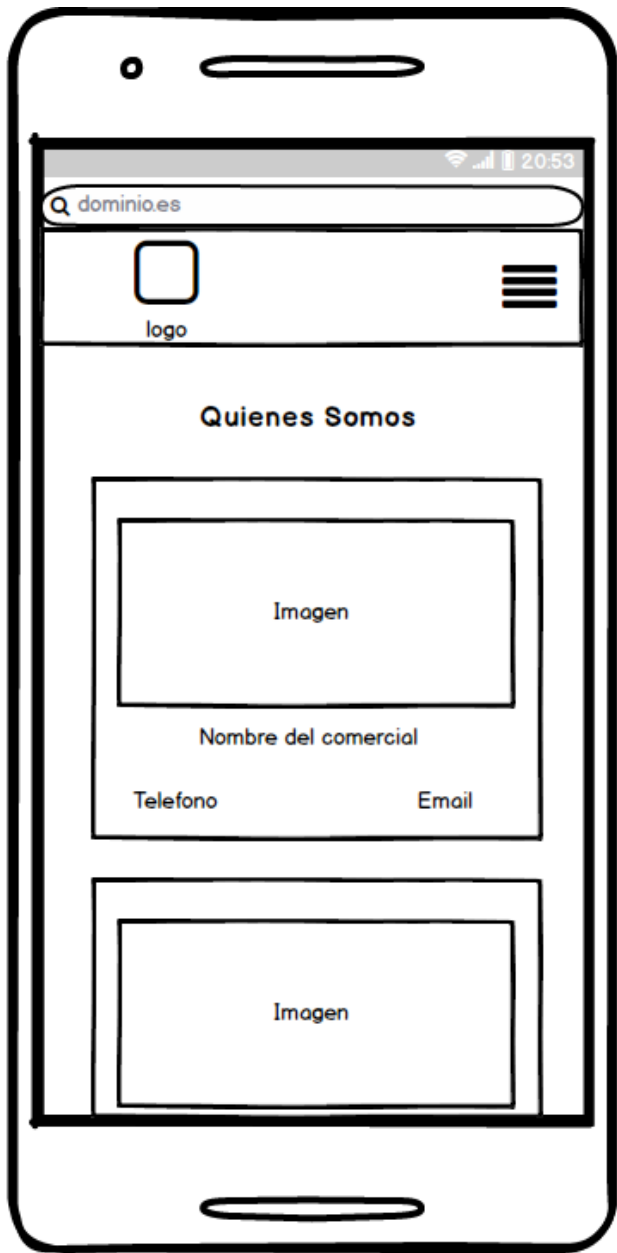 20:53
dominio.es
logo
Quienes Somos
Imagen
Nombre del comercial
Telefono Email
Imagen